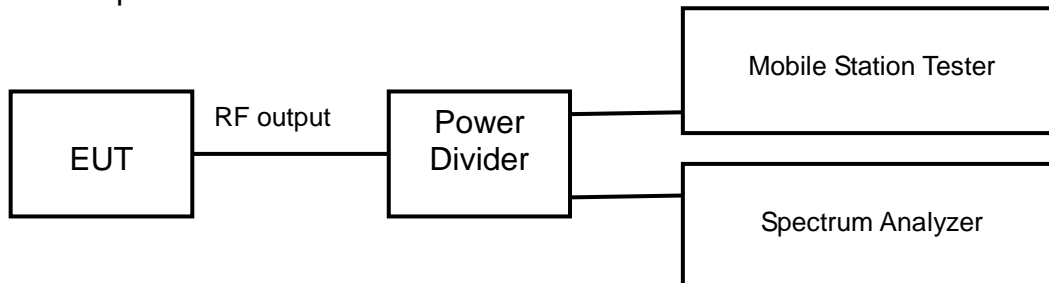 Mobile Station Tester
RF output
Power
Divider
EUT
Spectrum Analyzer